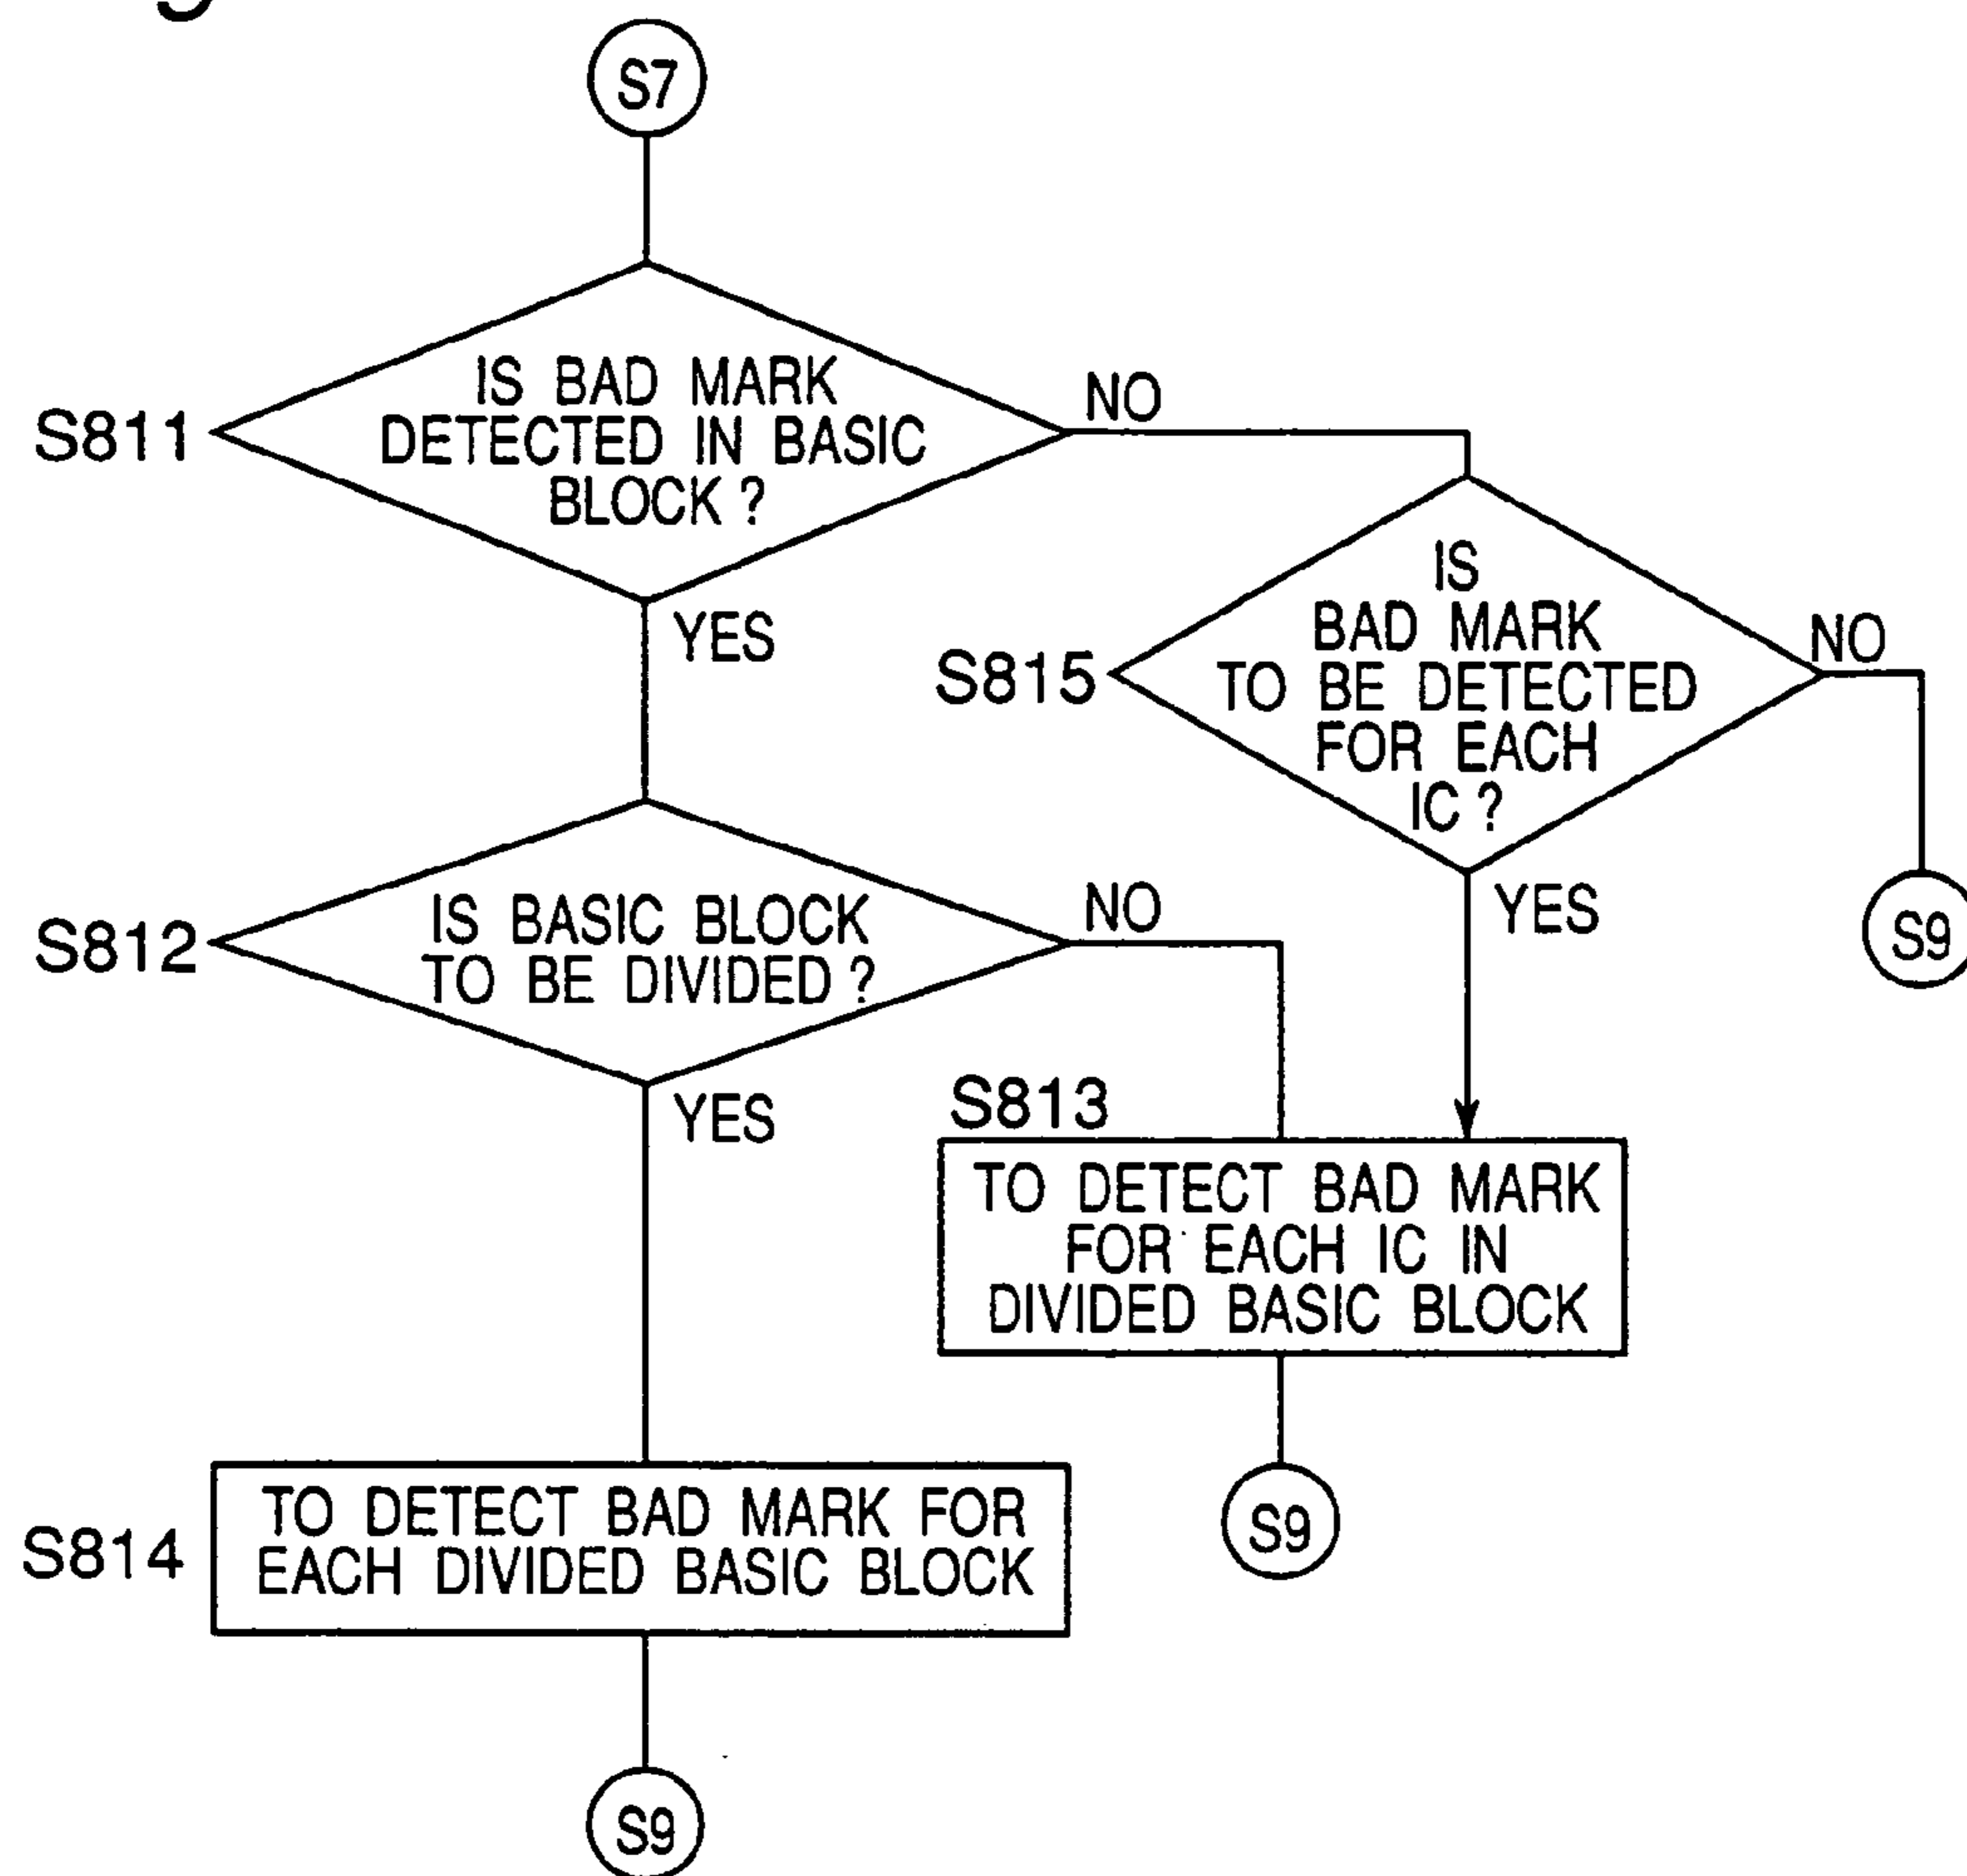 S7
IS BAD MARK
DETECTED IN BASIC
BLOCK ?
S811
NO
YES
IS
BAD MARK
TO BE DETECTED
FOR EACH
IC ?
S815
NO
YES
S9
IS BASIC BLOCK
TO BE DIVIDED ?
S812
NO
YES
S813
TO DETECT BAD MARK
FOR EACH IC IN
DIVIDED BASIC BLOCK
S9
S814
TO DETECT BAD MARK FOR
EACH DIVIDED BASIC BLOCK
S9